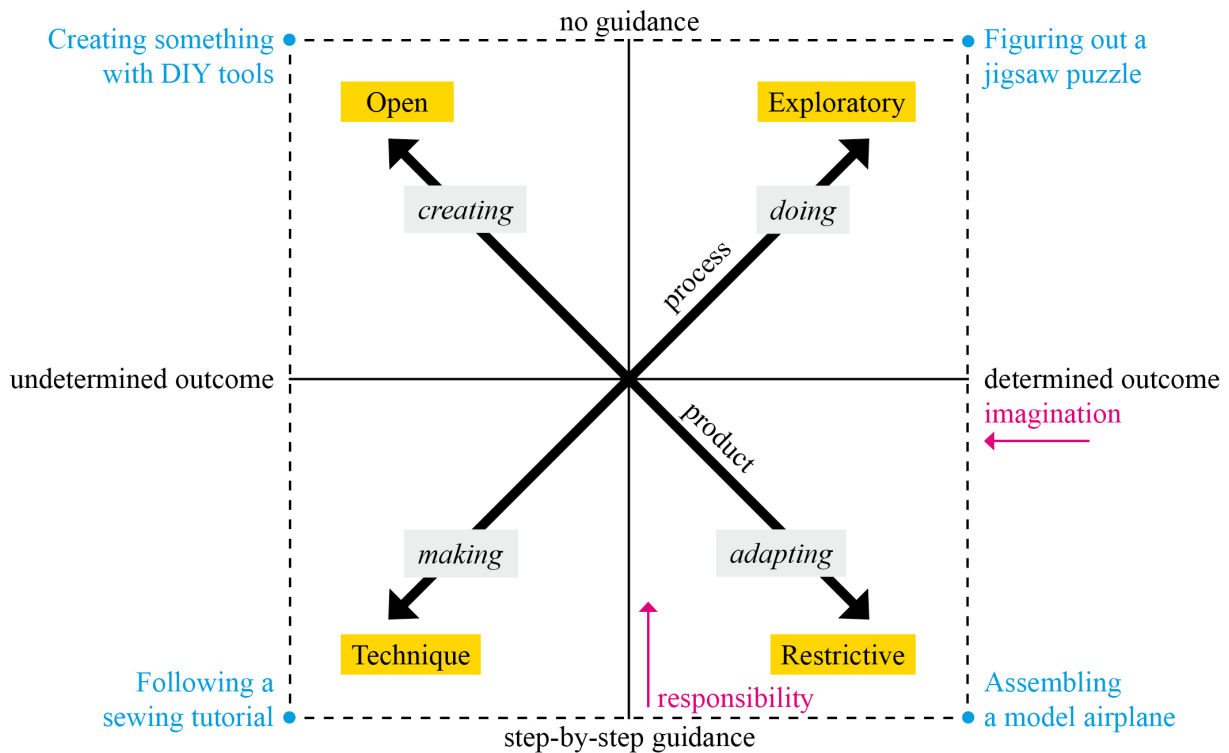 no guidance
Creating something
with DIY tools
Figuring out a
jigsaw puzzle
Open
Exploratory
creating
doing
process
undetermined outcome
determined outcome
imagination
product
making
adapting
Technique
Restrictive
Following a
sewing tutorial
responsibility
Assembling
a model airplane
step-by-step guidance